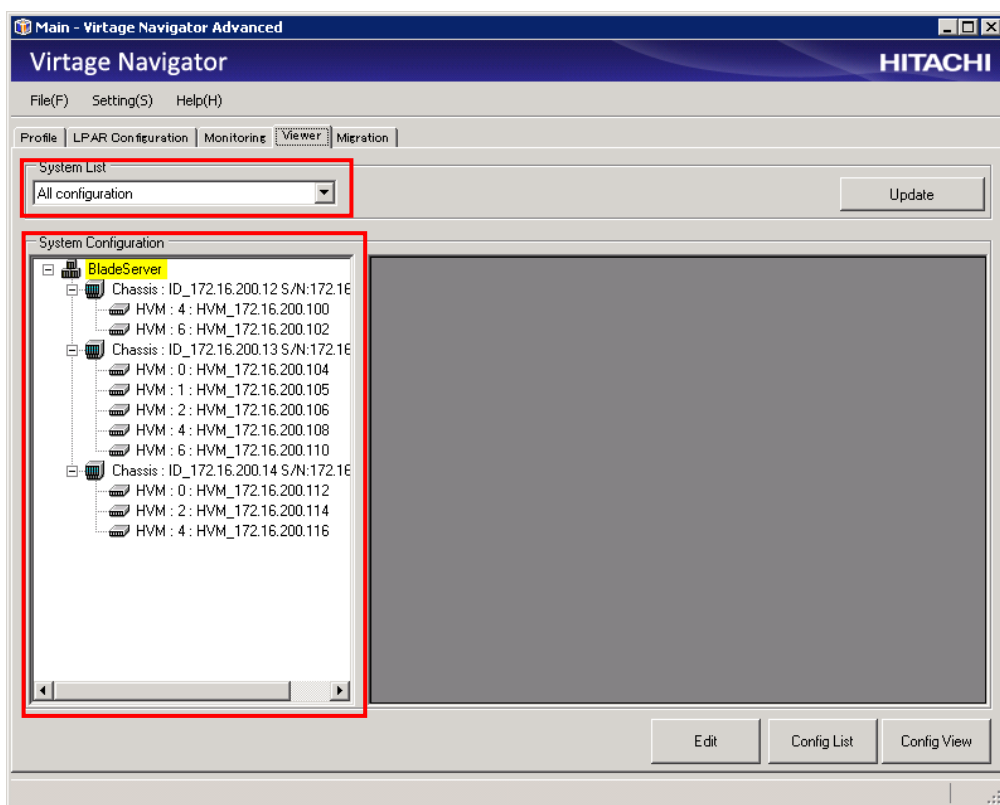 Main - Virtage Navigator Advanced
Virtage Navigator
HITACHI
File(F) Setting(S) Help(H)
Profile LPAR Configuration Monitoring Viewer Migration
System List
All configuration
Update
System Configuration
BladeServer
Chassis : ID_172.16.200.12 S/N:172.16
HVM : 4 : HVM_172.16.200.100
HVM : 6 : HVM_172.16.200.102
Chassis : ID_172.16.200.13 S/N:172.16
HVM : 0 : HVM_172.16.200.104
HVM : 1 : HVM_172.16.200.105
HVM : 2 : HVM_172.16.200.106
HVM : 4 : HVM_172.16.200.108
HVM : 6 : HVM_172.16.200.110
Chassis : ID_172.16.200.14 S/N:172.16
HVM : 0 : HVM_172.16.200.112
HVM : 2 : HVM_172.16.200.114
HVM : 4 : HVM_172.16.200.116
Edit Config List Config View